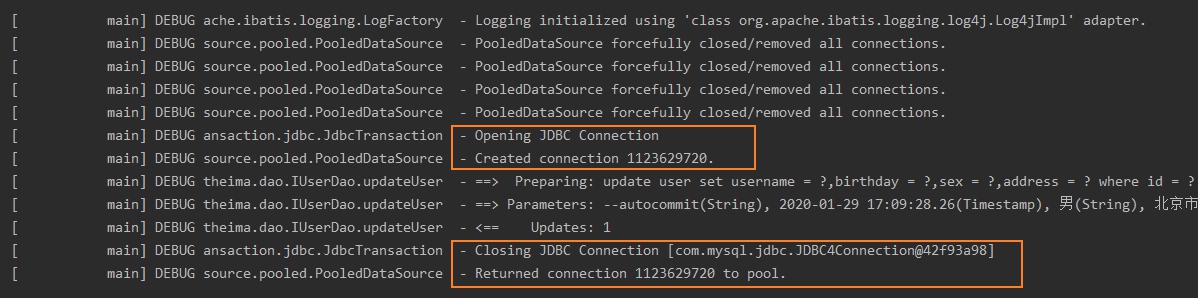 [           main] DEBUG ache.ibatis.logging.LogFactory  - Logging initialized using 'class org.apache.ibatis.logging.log4j.Log4jImpl' adapter.
[           main] DEBUG source.pooled.PooledDataSource  - PooledDataSource forcefully closed/removed all connections.
[           main] DEBUG source.pooled.PooledDataSource  - PooledDataSource forcefully closed/removed all connections.
[           main] DEBUG source.pooled.PooledDataSource  - PooledDataSource forcefully closed/removed all connections.
[           main] DEBUG source.pooled.PooledDataSource  - PooledDataSource forcefully closed/removed all connections.
[           main] DEBUG ansaction.jdbc.JdbcTransaction  - Opening JDBC Connection
[           main] DEBUG source.pooled.PooledDataSource  - Created connection 1123629720.
[           main] DEBUG theima.dao.IUserDao.updateUser  - ==>  Preparing: update user set username = ?,birthday = ?,sex = ?,address = ? where id = ?
[           main] DEBUG theima.dao.IUserDao.updateUser  - ==> Parameters: --autocommit(String), 2020-01-29 17:09:28.26(Timestamp), 男(String), 北京市
[           main] DEBUG theima.dao.IUserDao.updateUser  - <==    Updates: 1
[           main] DEBUG ansaction.jdbc.JdbcTransaction  - Closing JDBC Connection [com.mysql.jdbc.JDBC4Connection@42f93a98]
[           main] DEBUG source.pooled.PooledDataSource  - Returned connection 1123629720 to pool.